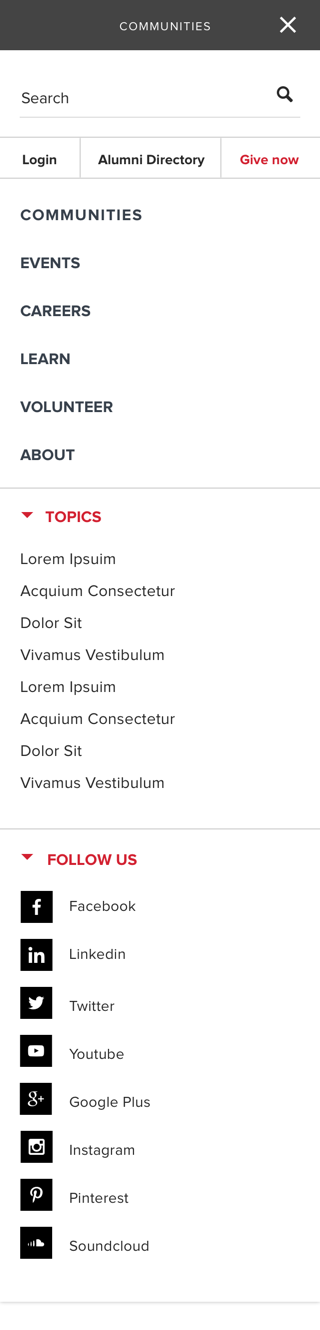 COMMUNITIES
Search
Login Alumni Directory Give now
COMMUNITIES
EVENTS
CAREERS
LEARN
VOLUNTEER
ABOUT
TOPICS
Lorem Ipsuim
Acquium Consectetur
Dolor Sit
Vivamus Vestibulum
Lorem Ipsuim
Acquium Consectetur
Dolor Sit
Vivamus Vestibulum
FOLLOW US
Facebook
Linkedin
Twitter
Youtube
Google Plus
Instagram
Pinterest
Soundcloud